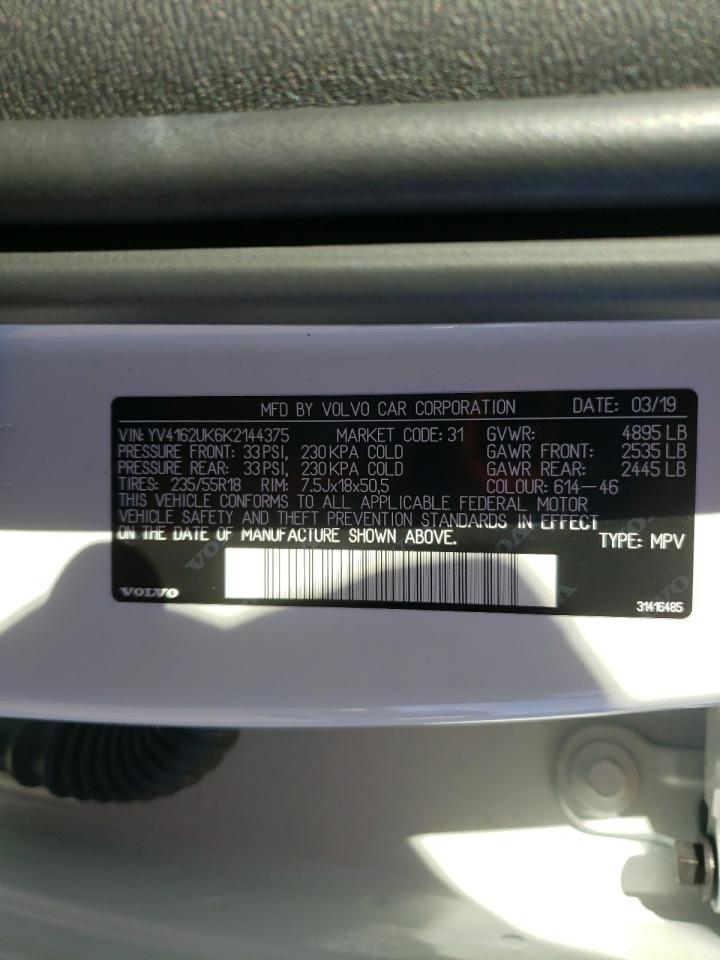 MFD BY VOLVO CAR CORPORATION DATE: 03/19
VIN: YV4162UK6K2144375 MARKET CODE: 31 GVWR: 4895 LB
PRESSURE FRONT: 33 PSI, 230 KPA COLD GAWR FRONT: 2535 LB
PRESSURE REAR: 33 PSI, 230 KPA COLD GAWR REAR: 2445 LB
TIRES: 235/55R18 RIM: 7.5Jx18x50,5 COLOUR: 614-46
THIS VEHICLE CONFORMS TO ALL APPLICABLE FEDERAL MOTOR
VEHICLE SAFETY AND THEFT PREVENTION STANDARDS IN EFFECT
ON THE DATE OF MANUFACTURE SHOWN ABOVE. TYPE: MPV
VOLVO 31416485